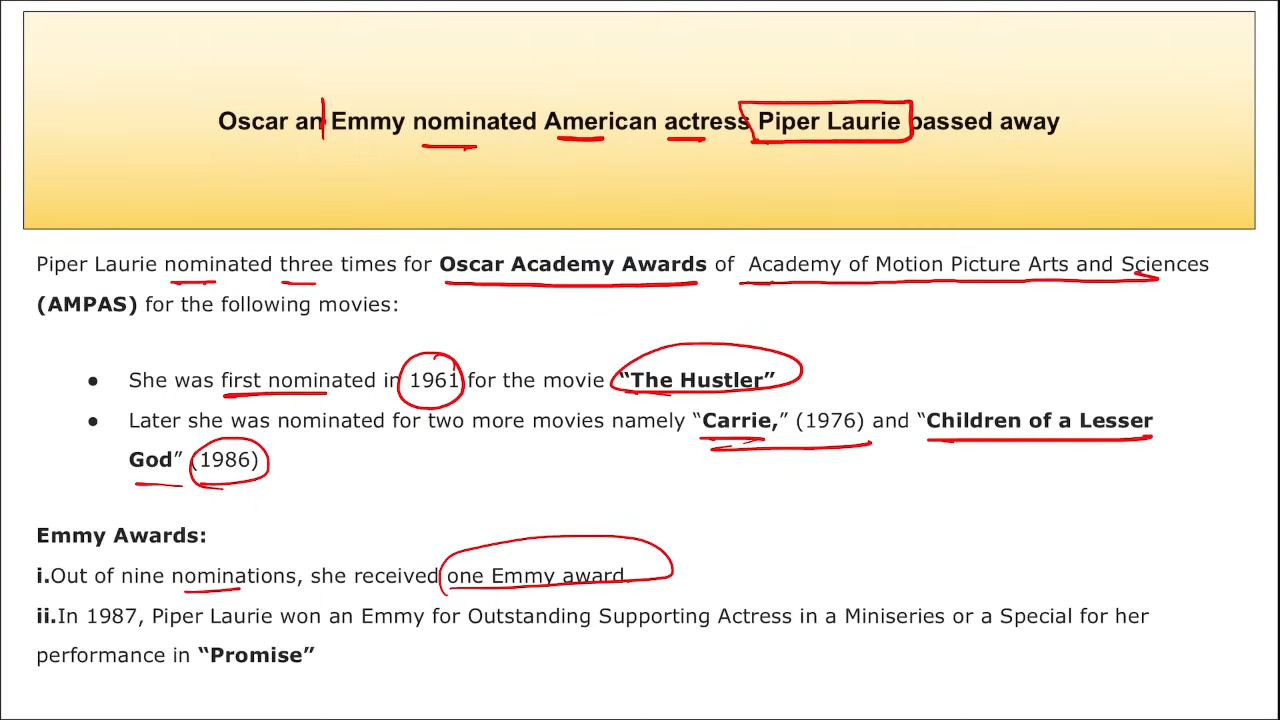 Oscar an Emmy nominated American actress Piper Laurie passed away
Piper Laurie nominated three times for Oscar Academy Awards of Academy of Motion Picture Arts and Sciences
(AMPAS) for the following movies:
● She was first nominated in 1961 for the movie “The Hustler”
● Later she was nominated for two more movies namely “Carrie,” (1976) and “Children of a Lesser
God” (1986)
Emmy Awards:
i.Out of nine nominations, she received one Emmy award.
ii.In 1987, Piper Laurie won an Emmy for Outstanding Supporting Actress in a Miniseries or a Special for her
performance in “Promise”